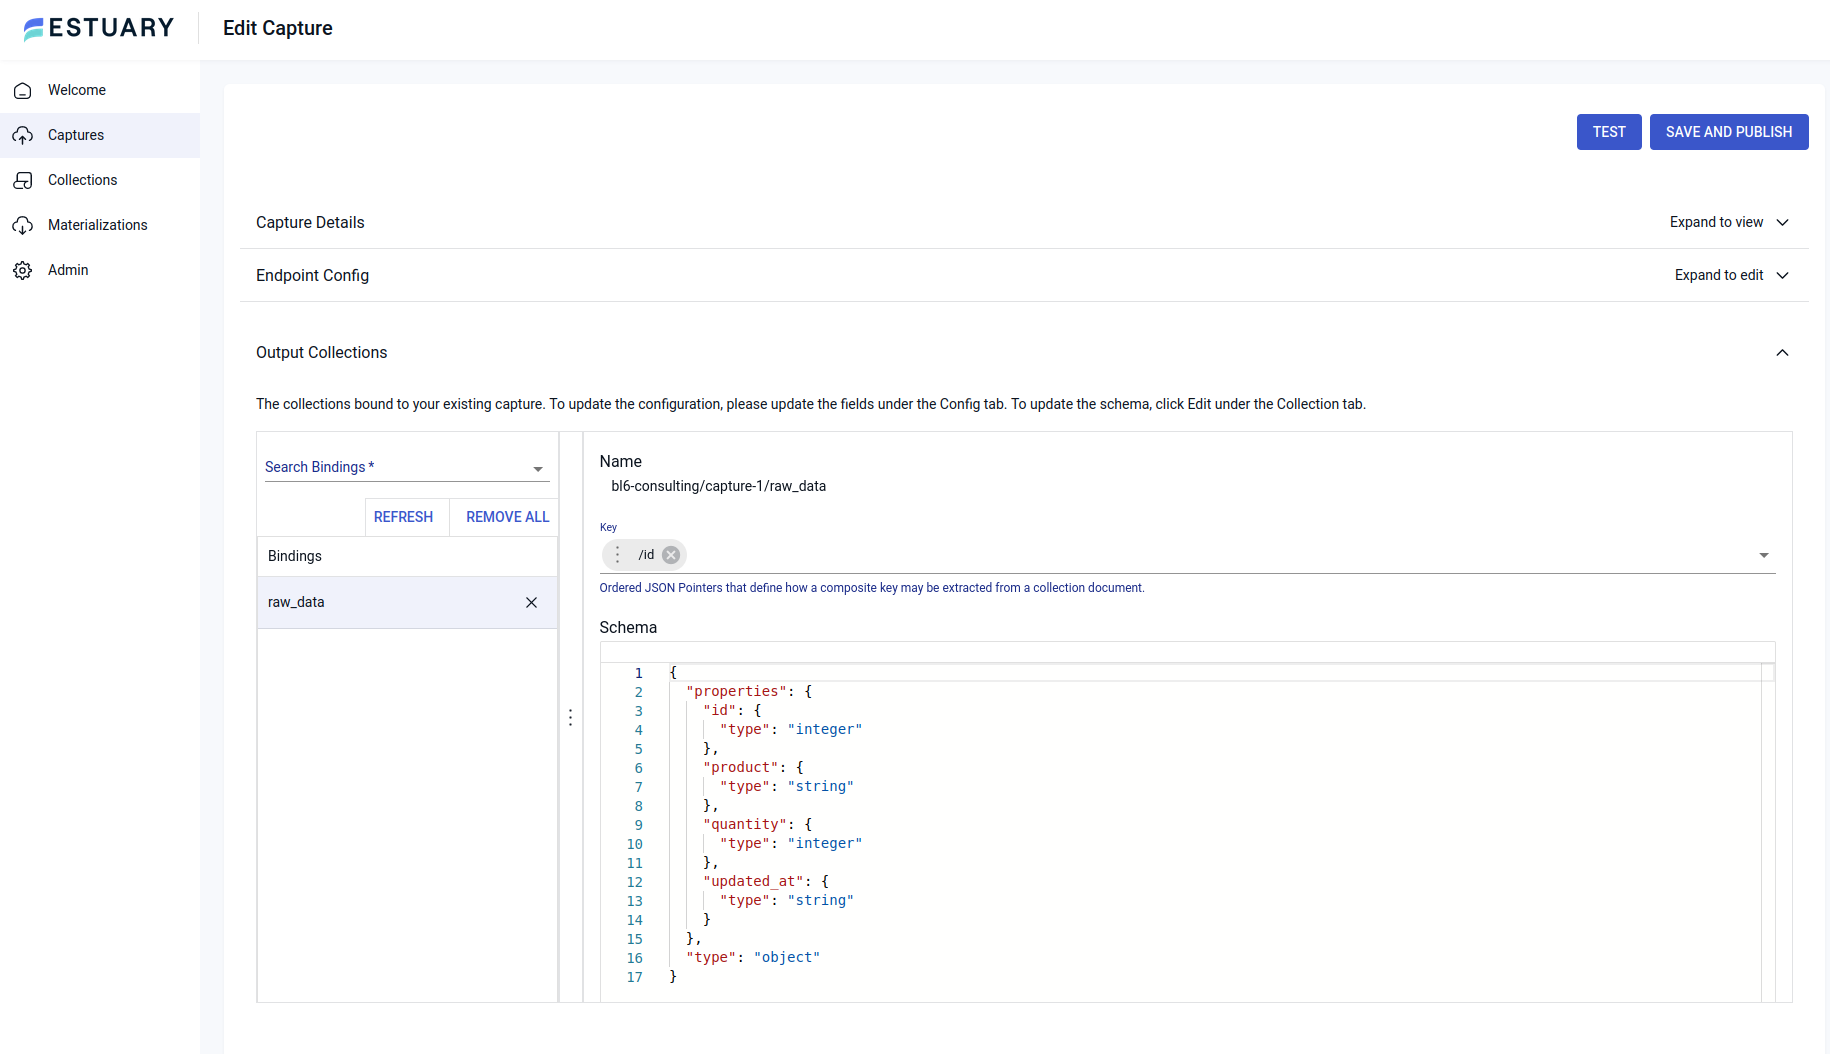 ESTUARY
Edit Capture
Welcome
Captures
Collections
Materializations
Admin
TEST
SAVE AND PUBLISH
Capture Details
Expand to view
Endpoint Config
Expand to edit
Output Collections
The collections bound to your existing capture. To update the configuration, please update the fields under the Config tab. To update the schema, click Edit under the Collection tab.
Search Bindings *
REFRESH
REMOVE ALL
Bindings
raw_data
Name
bl6-consulting/capture-1/raw_data
Key
/id
Ordered JSON Pointers that define how a composite key may be extracted from a collection document.
Schema
1 {
2 "properties": {
3 "id": {
4 "type": "integer"
5 },
6 "product": {
7 "type": "string"
8 },
9 "quantity": {
10 "type": "integer"
11 },
12 "updated_at": {
13 "type": "string"
14 }
15 },
16 "type": "object"
17 }